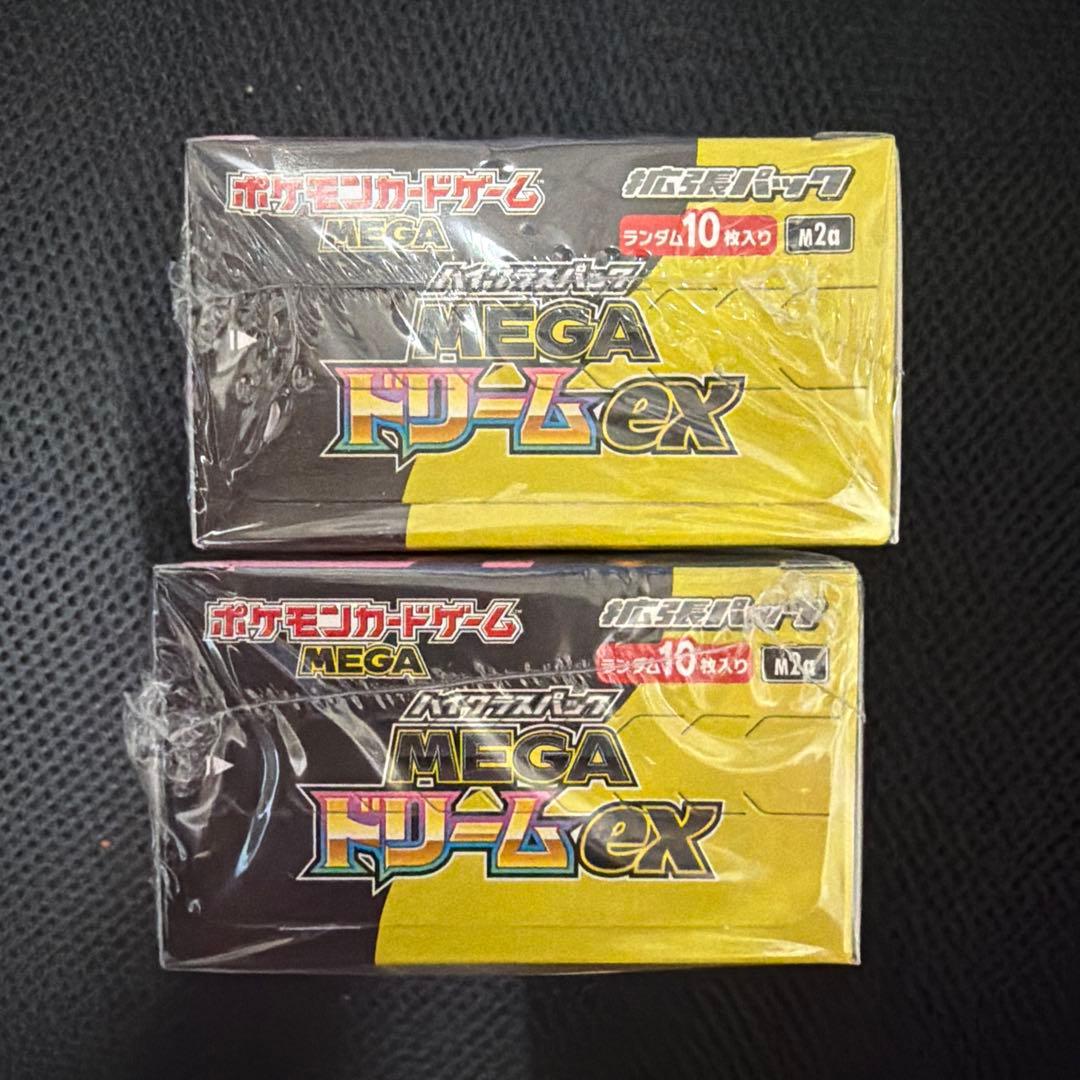 ポケモンカードゲーム
MEGA
拡張パック
ランダム10枚入り M2a
ハイクラスパック
MEGA
ドリームex
ポケモンカードゲーム
MEGA
拡張パック
ランダム10枚入り M2a
ハイクラスパック
MEGA
ドリームex